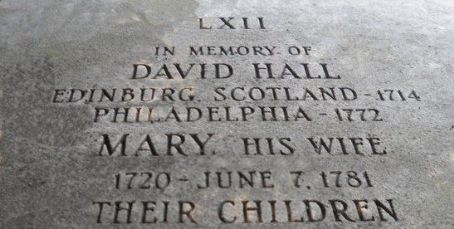 LXII
IN MEMORY OF
DAVID HALL
EDINBURG, SCOTLAND - 1714
PHILADELPHIA - 1772
MARY. HIS WIFE
1720 - JUNE 7, 1781
THEIR CHILDREN